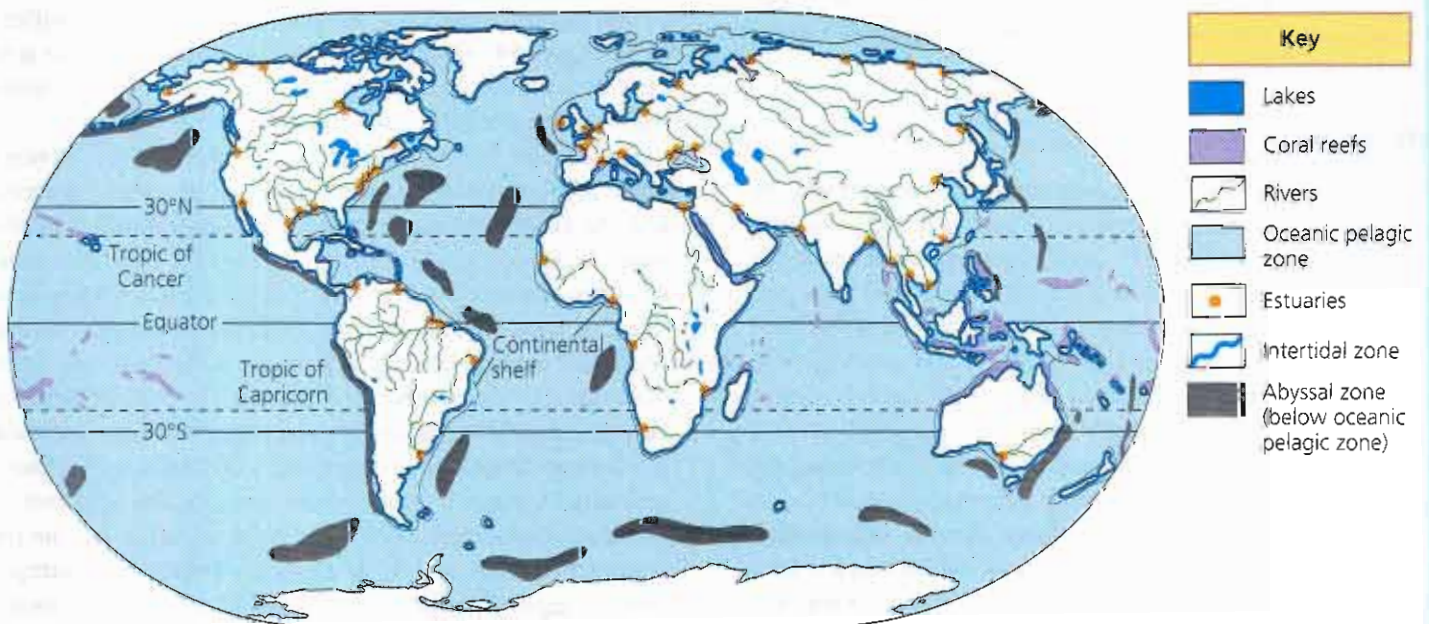 30°N
Tropic of
Cancer
Equator
Continental
shelf
Tropic of
Capricorn
30°S
Key
Lakes
Coral reefs
Rivers
Oceanic pelagic
zone
Estuaries
Intertidal zone
Abyssal zone
(below oceanic
pelagic zone)